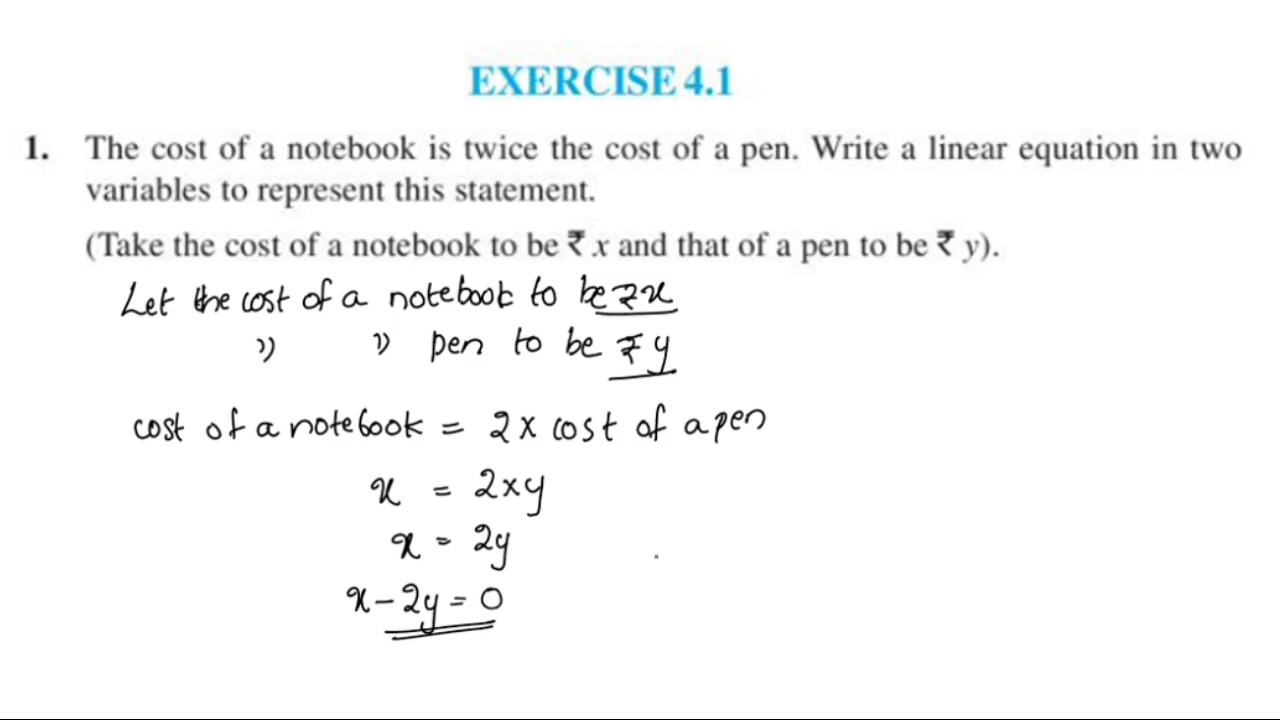 EXERCISE 4.1
1. The cost of a notebook is twice the cost of a pen. Write a linear equation in two
variables to represent this statement.
(Take the cost of a notebook to be ₹ x and that of a pen to be ₹ y).
Let the cost of a notebook to be ₹x
" " pen to be ₹ y
cost of a notebook = 2 × cost of a pen
x = 2×y
x = 2y
x − 2y = 0